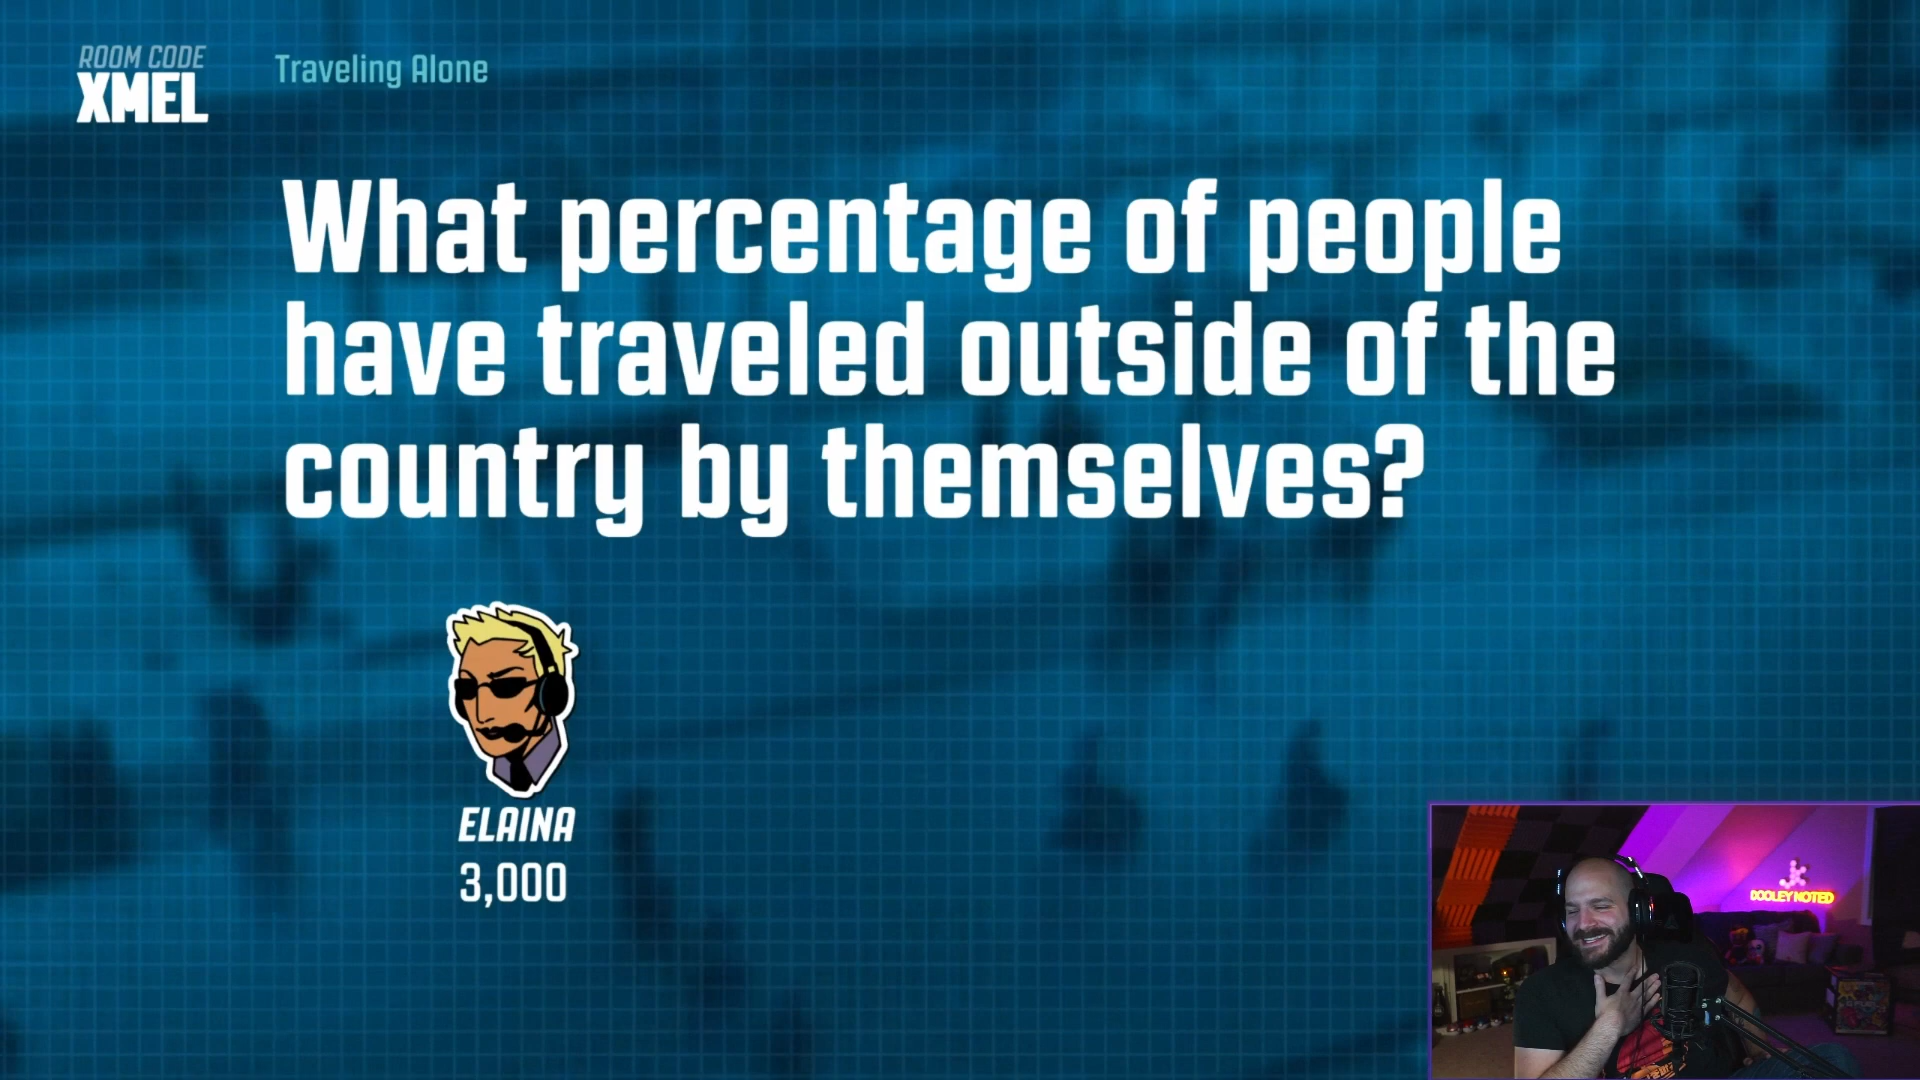 ROOM CODE
XMEL
Traveling Alone
What percentage of people
have traveled outside of the
country by themselves?
ELAINA
3,000
DOOLEY NOTED